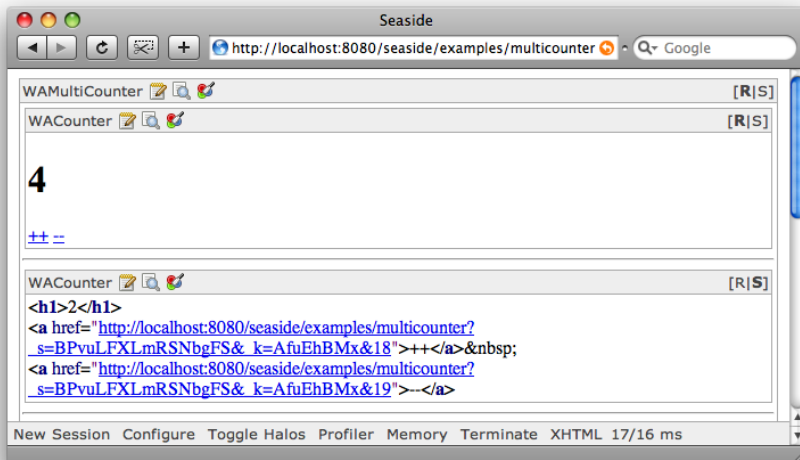 Seaside
http://localhost:8080/seaside/examples/multicounter Google
WAMultiCounter [R|S]
WACounter [R|S]
4
++ --
WACounter [R|S]
<h1>2</h1>
<a href="http://localhost:8080/seaside/examples/multicounter?
_s=BPvuLFXLmRSNbgFS&_k=AfuEhBMx&18">++</a>&nbsp;
<a href="http://localhost:8080/seaside/examples/multicounter?
_s=BPvuLFXLmRSNbgFS&_k=AfuEhBMx&19">--</a>
New Session Configure Toggle Halos Profiler Memory Terminate XHTML 17/16 ms